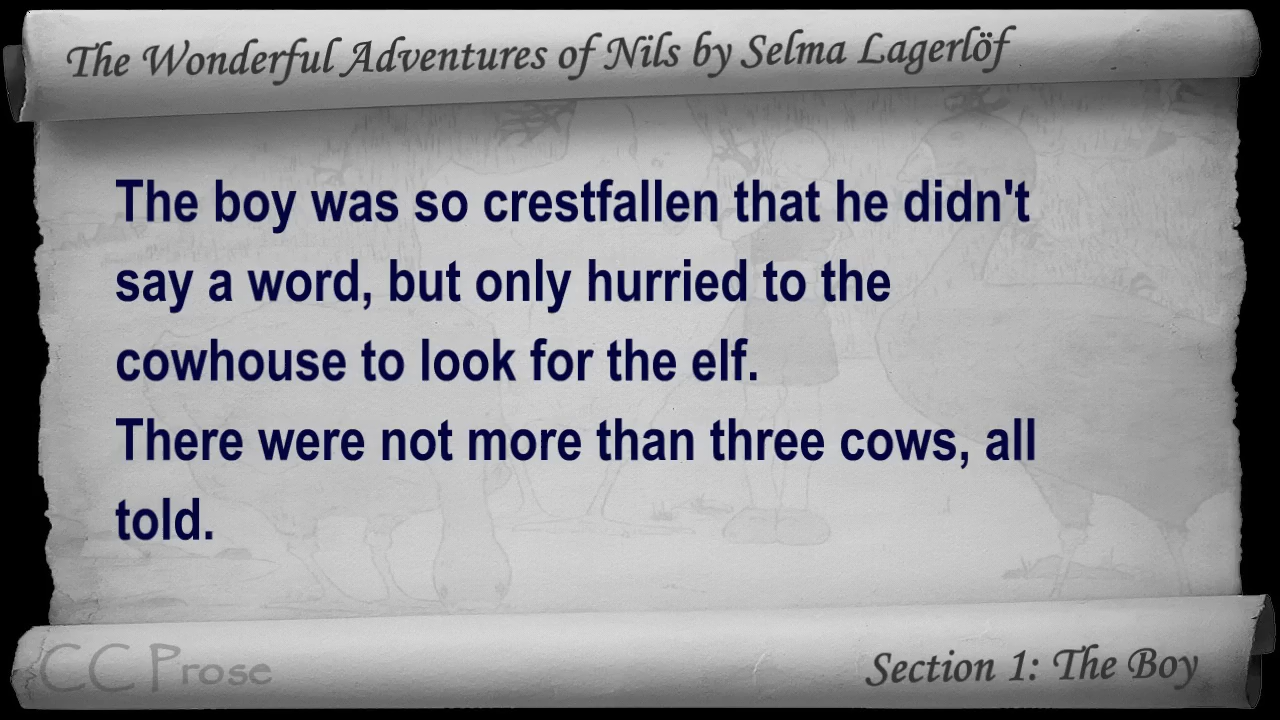 The Wonderful Adventures of Nils by Selma Lagerlöf
The boy was so crestfallen that he didn't
say a word, but only hurried to the
cowhouse to look for the elf.
There were not more than three cows, all
told.
CC Prose
Section 1: The Boy